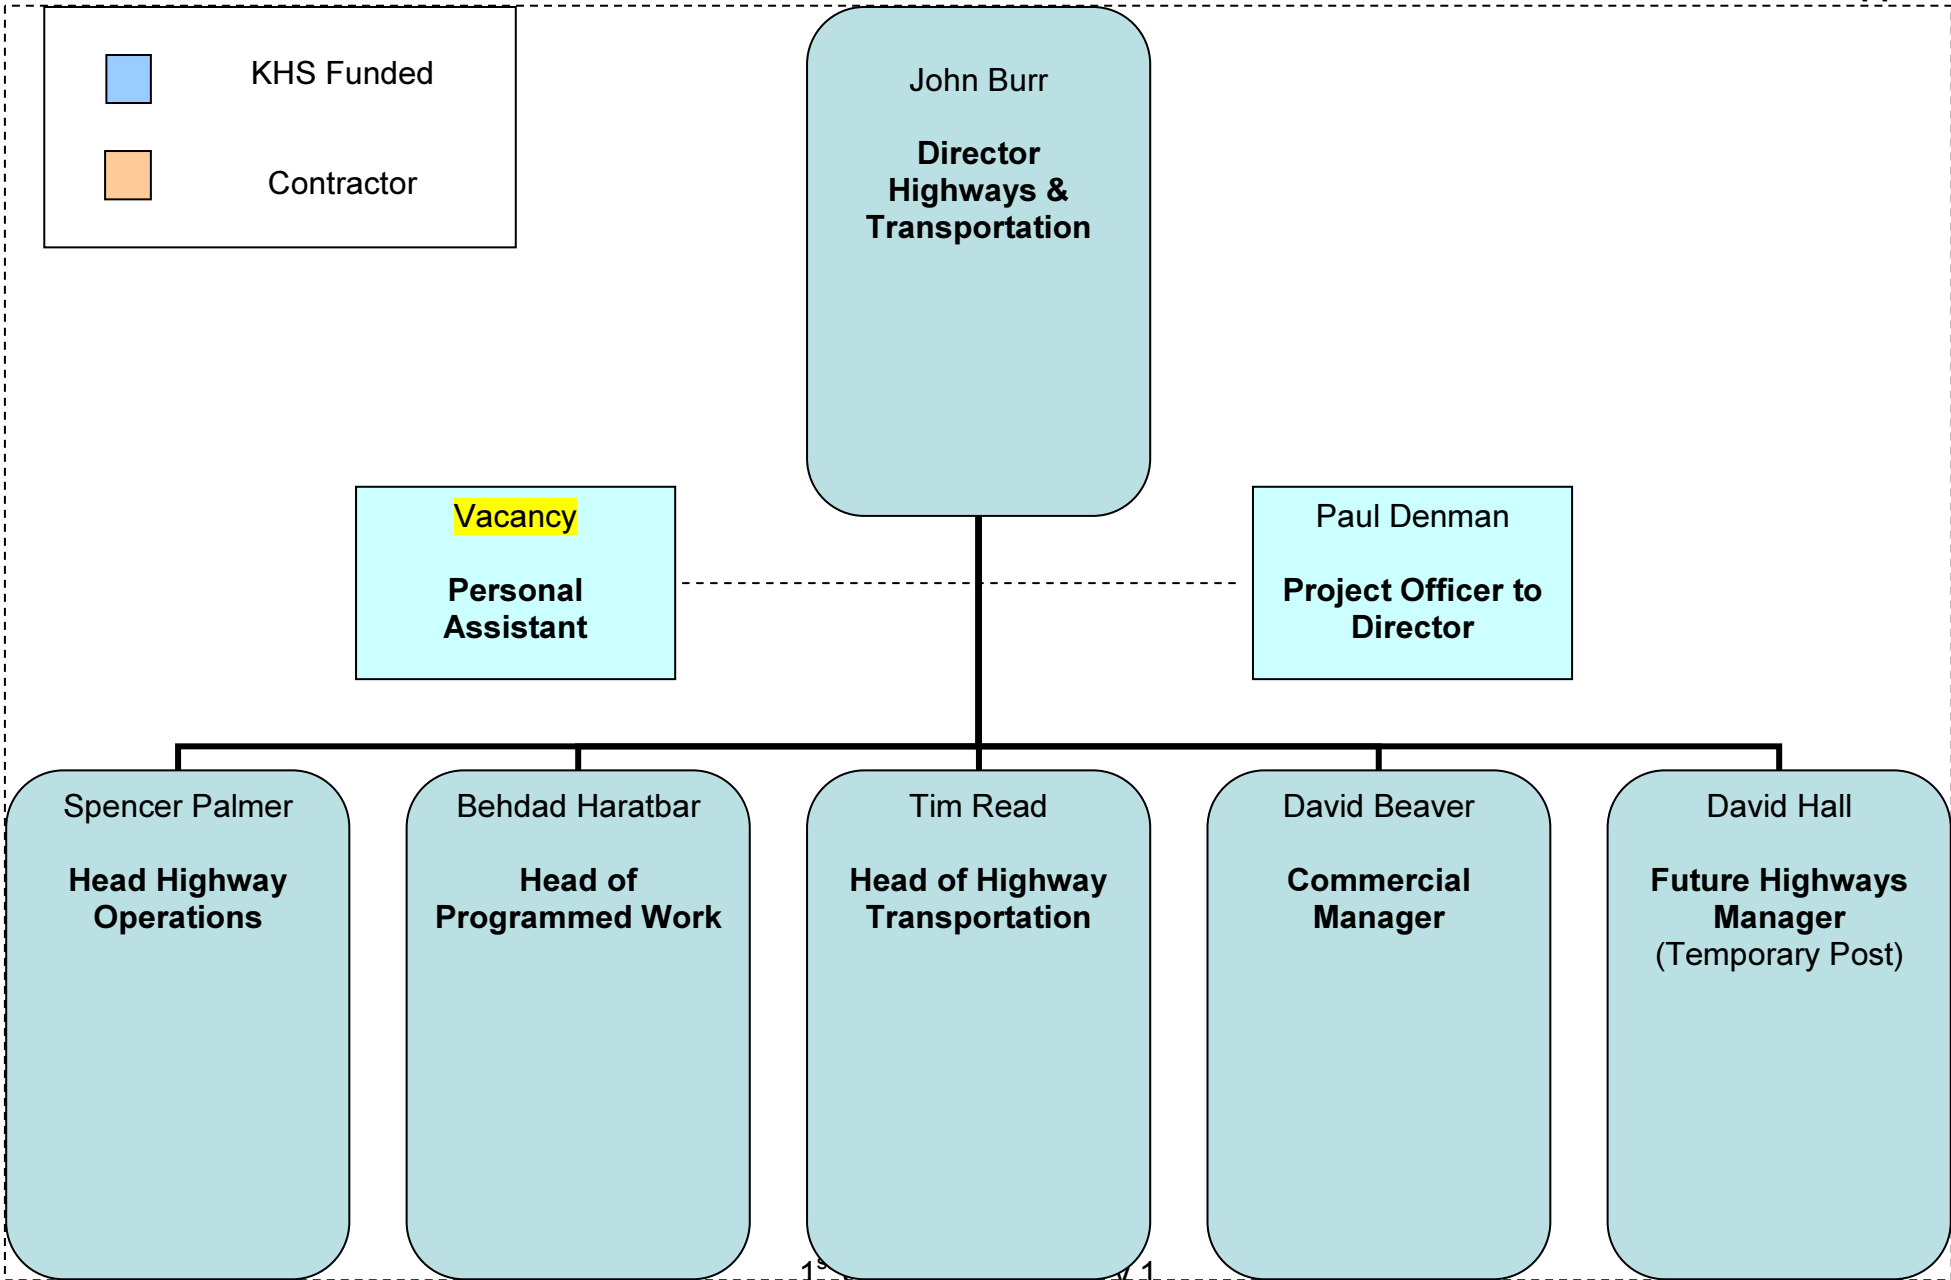 KHS Funded
Contractor
John Burr
Director
Highways &
Transportation
Vacancy
Personal
Assistant
Paul Denman
Project Officer to
Director
Spencer Palmer
Head Highway
Operations
Behdad Haratbar
Head of
Programmed Work
Tim Read
Head of Highway
Transportation
David Beaver
Commercial
Manager
David Hall
Future Highways
Manager
(Temporary Post)